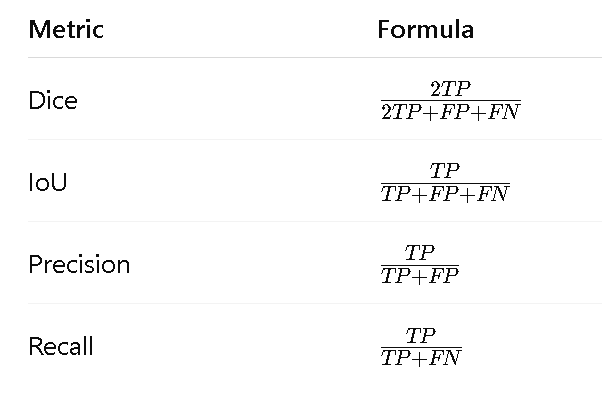 Metric Formula
Dice 2TP / 2TP+FP+FN
IoU TP / TP+FP+FN
Precision TP / TP+FP
Recall TP / TP+FN